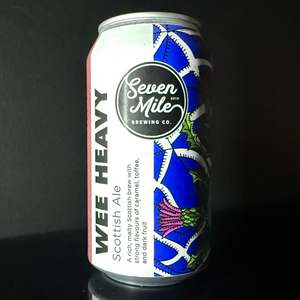 Seven
Mile
BREWING CO.
WEE HEAVY
Scottish Ale
A rich, malty Scottish brew with
strong flavours of caramel, toffee,
and dark fruit